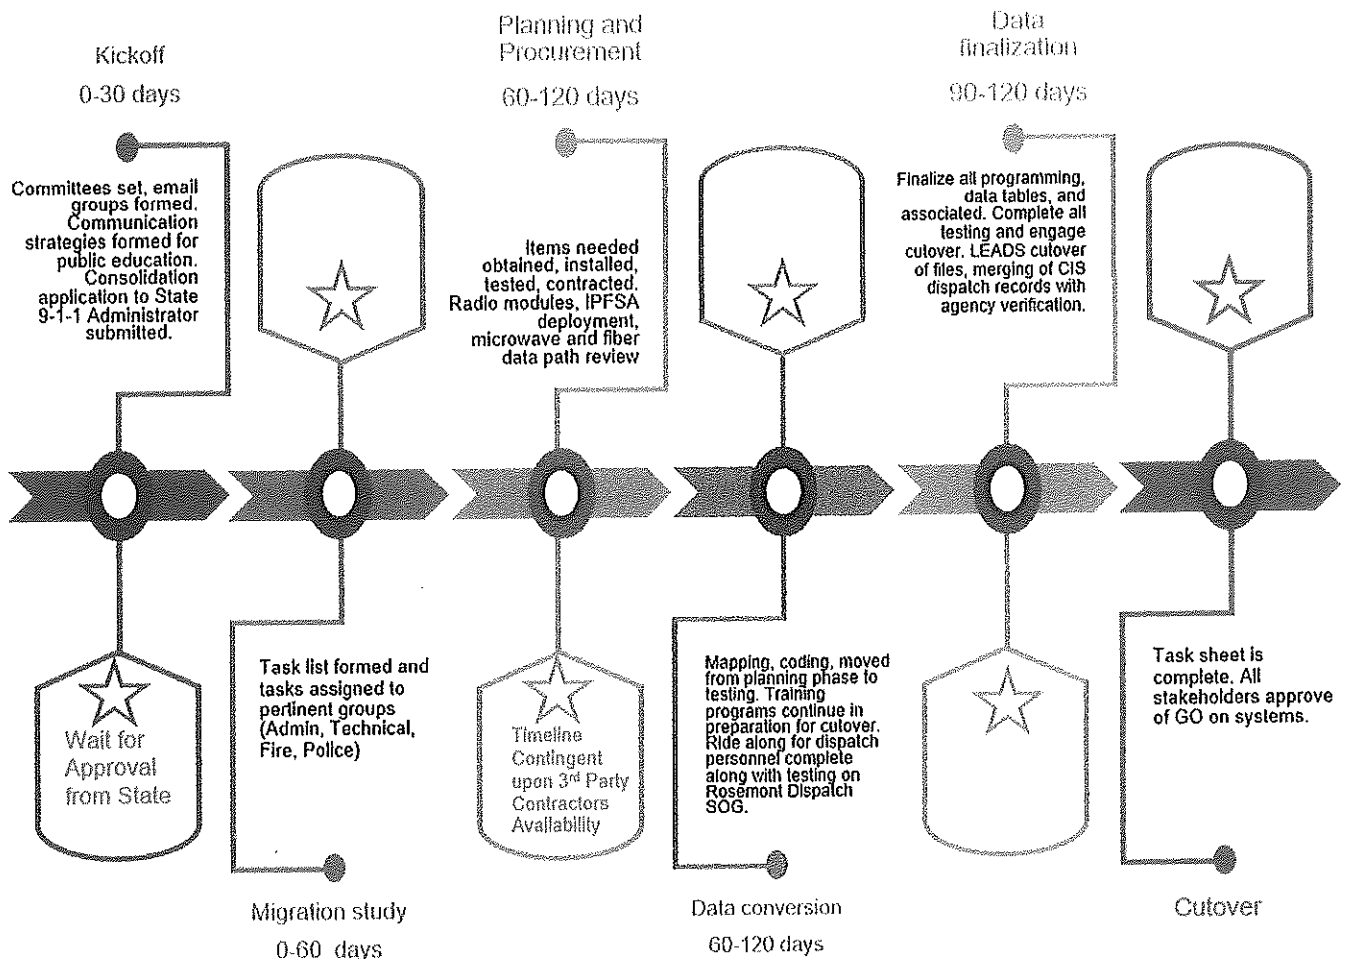 Kickoff
0-30 days
Committees set, email
groups formed.
Communication
strategies formed for
public education.
Consolidation
application to State
9-1-1 Administrator
submitted.
Wait for
Approval
from State
Task list formed and
tasks assigned to
pertinent groups
(Admin, Technical,
Fire, Police)
Migration study
0-60 days
Planning and
Procurement
60-120 days
Items needed
obtained, installed,
tested, contracted.
Radio modules, IPFSA
deployment,
microwave and fiber
data path review
Timeline
Contingent
upon 3rd Party
Contractors
Availability
Mapping, coding, moved
from planning phase to
testing. Training
programs continue in
preparation for cutover.
Ride along for dispatch
personnel complete
along with testing on
Rosemont Dispatch
SOG.
Data conversion
60-120 days
Data
finalization
90-120 days
Finalize all programming,
data tables, and
associated. Complete all
testing and engage
cutover. LEADS cutover
of files, merging of CIS
dispatch records with
agency verification.
Task sheet is
complete. All
stakeholders approve
of GO on systems.
Cutover